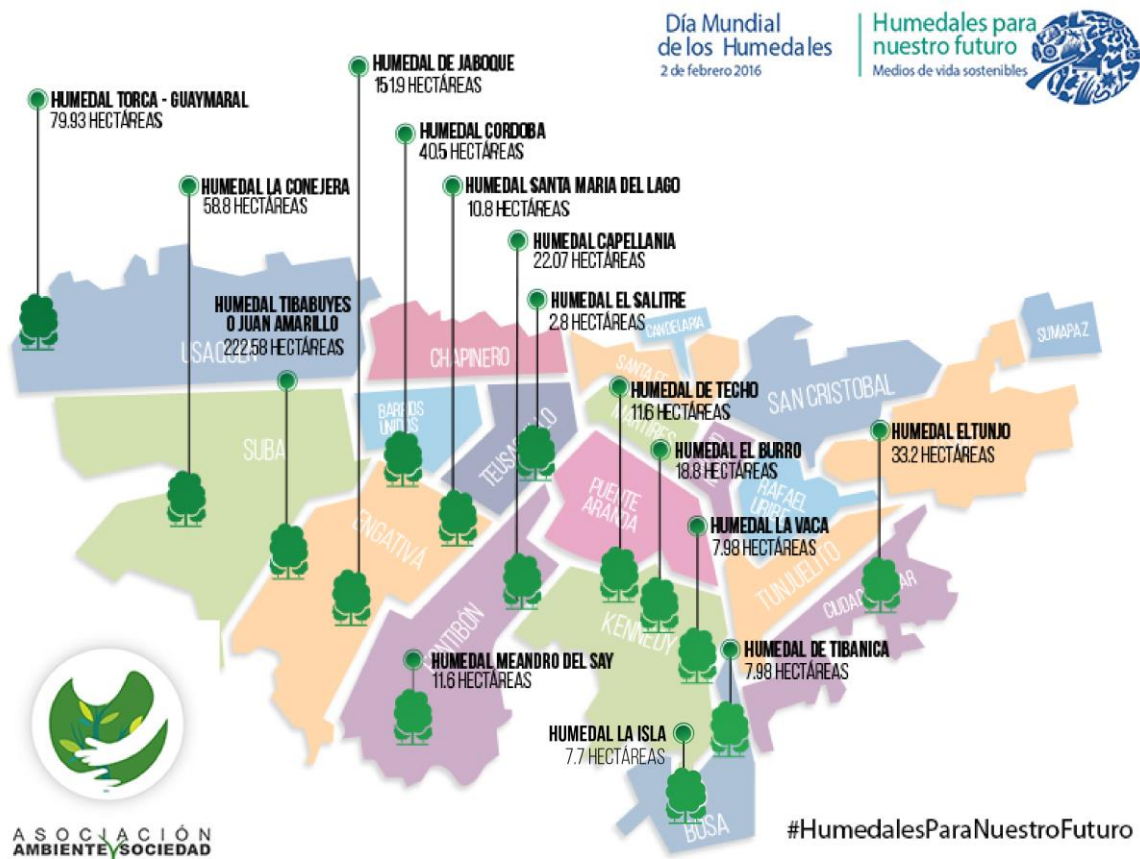 Día Mundial
de los Humedales
2 de febrero 2016
Humedales para
nuestro futuro
Medios de vida sostenibles
HUMEDAL DE JABOQUE
151.9 HECTÁREAS
HUMEDAL TORCA - GUAYMARAL
79.93 HECTÁREAS
HUMEDAL CORDOBA
40.5 HECTÁREAS
HUMEDAL LA CONEJERA
58.8 HECTÁREAS
HUMEDAL SANTA MARIA DEL LAGO
10.8 HECTÁREAS
HUMEDAL CAPELLANIA
22.07 HECTÁREAS
HUMEDAL EL SALITRE
2.8 HECTÁREAS
HUMEDAL TIBABUYES
O JUAN AMARILLO
222.58 HECTÁREAS
USAQUEN
CHAPINERO
CANDELARIA
SANTA FE
SUMAPAZ
SAN CRISTOBAL
HUMEDAL DE TECHO
11.6 HECTÁREAS
MARTIRES
BARRIOS
UNIDOS
SUBA
TEUSAQUILLO
HUMEDAL EL BURRO
18.8 HECTÁREAS
HUMEDAL EL TUNJO
33.2 HECTÁREAS
RAFAEL
URIBE
PUENTE
ARANDA
ENGATIVÁ
HUMEDAL LA VACA
7.98 HECTÁREAS
TUNJUELITO
CIUDAD
KENNEDY
FONTIBÓN
HUMEDAL DE TIBANICA
7.98 HECTÁREAS
HUMEDAL MEANDRO DEL SAY
11.6 HECTÁREAS
HUMEDAL LA ISLA
7.7 HECTÁREAS
BOSA
ASOCIACIÓN
AMBIENTE Y SOCIEDAD
#HumedalesParaNuestroFuturo